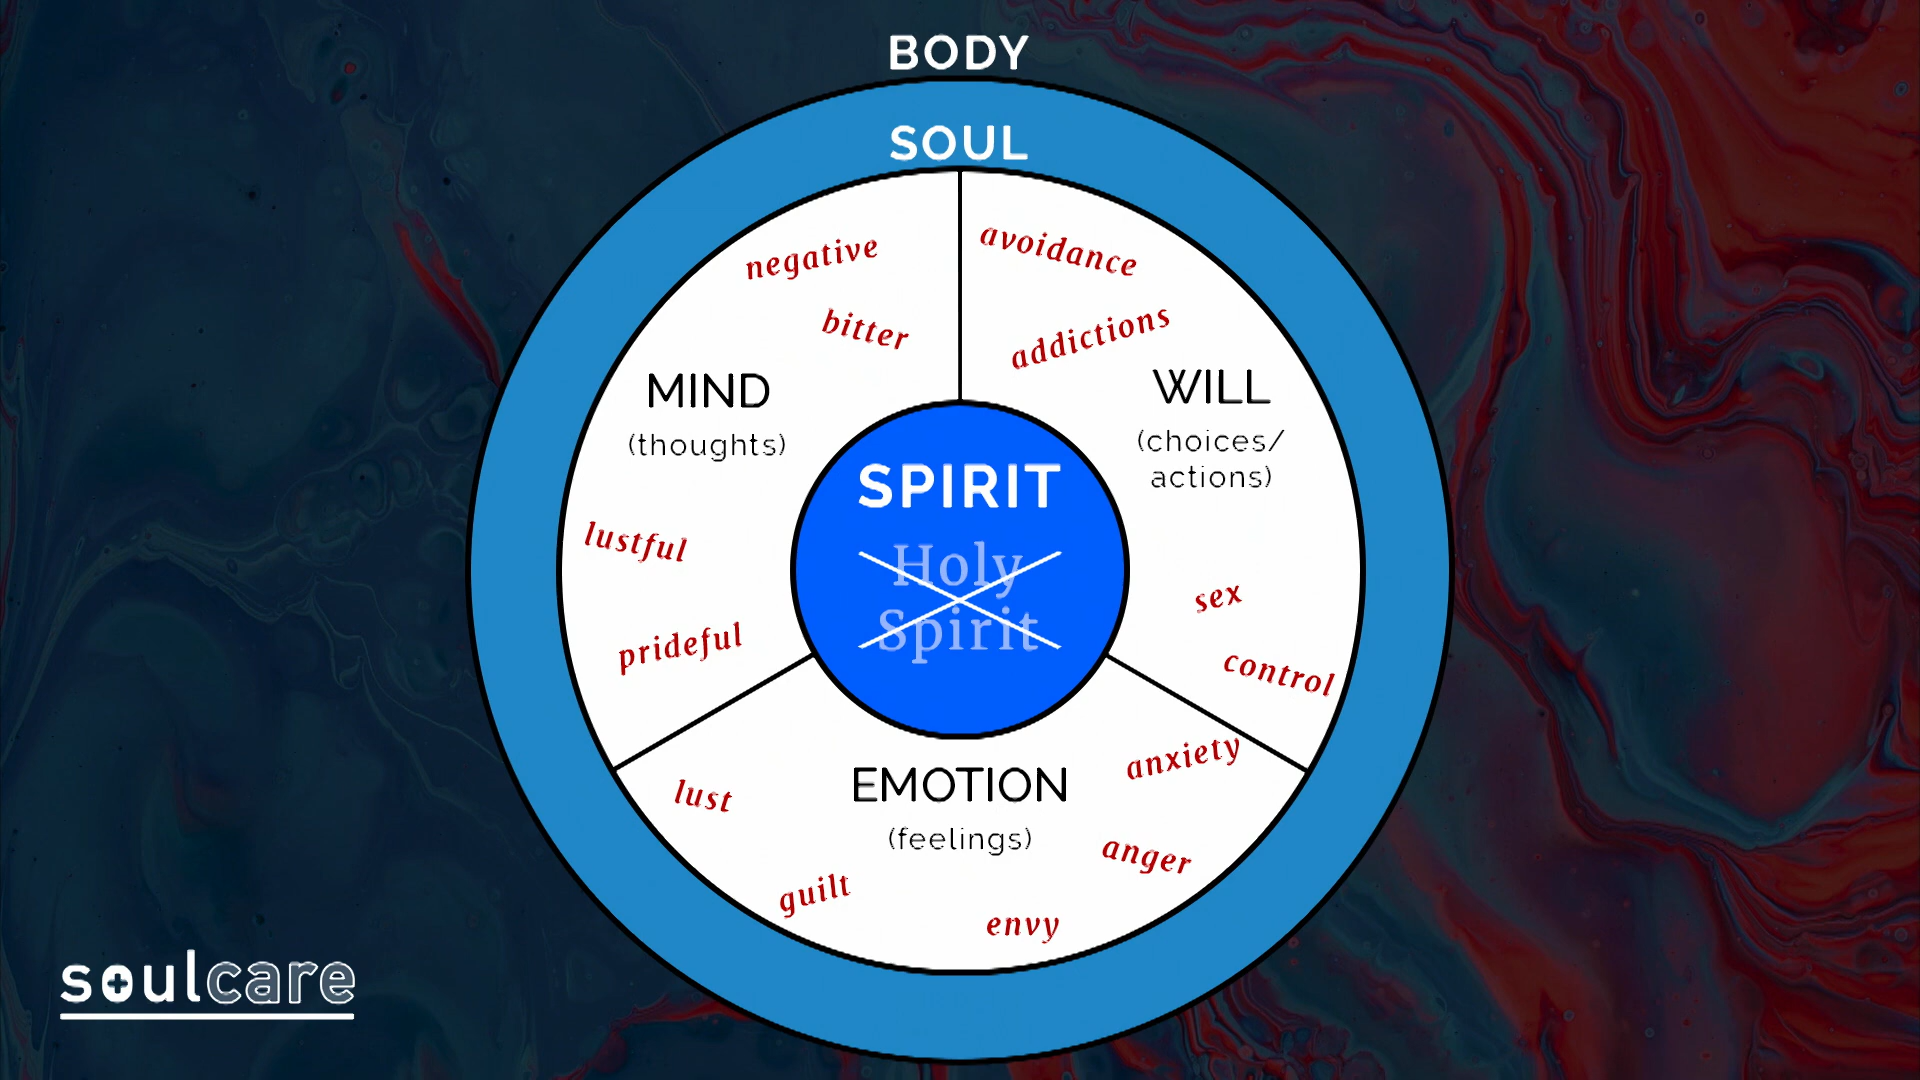 BODY
SOUL
negative
bitter
MIND
(thoughts)
lustful
prideful
avoidance
addictions
WILL
(choices/
actions)
sex
control
SPIRIT
Holy
Spirit
EMOTION
(feelings)
lust
guilt
envy
anger
anxiety
soulcare